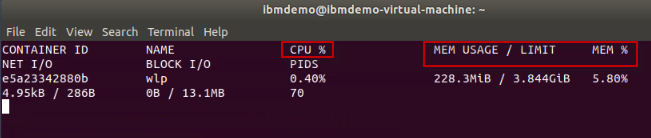 ibmdemo@ibmdemo-virtual-machine: ~
File Edit View Search Terminal Help
CONTAINER ID NAME CPU % MEM USAGE / LIMIT MEM %
NET I/O BLOCK I/O PIDS
e5a23342880b wlp 0.40% 228.3MiB / 3.844GiB 5.80%
4.95kB / 286B 0B / 13.1MB 70